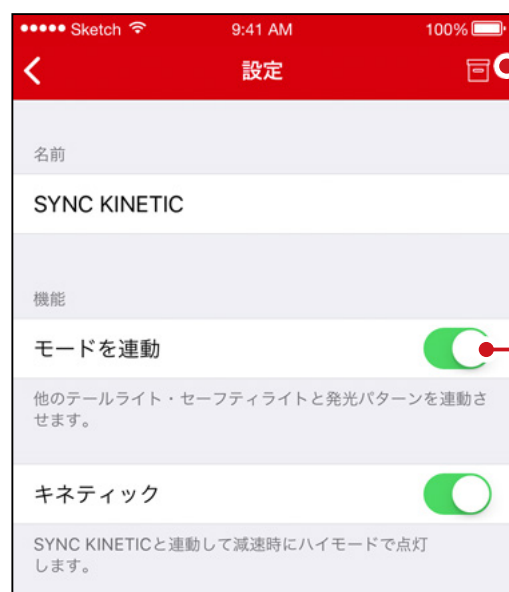 ●●●●● Sketch 9:41 AM 100%
設定
名前
SYNC KINETIC
機能
モードを連動
他のテールライト・セーフティライトと発光パターンを連動さ
せます。
キネティック
SYNC KINETICと連動して減速時にハイモードで点灯
します。